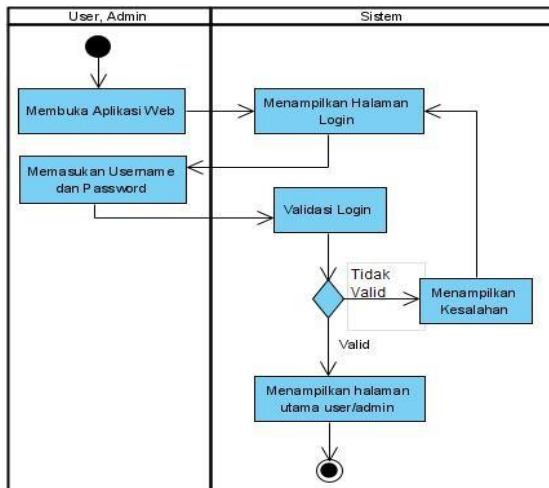 User, Admin
Sistem
Membuka Aplikasi Web
Menampilkan Halaman
Login
Memasukan Username
dan Password
Validasi Login
Tidak
Valid
Menampilkan
Kesalahan
Valid
Menampilkan halaman
utama user/admin